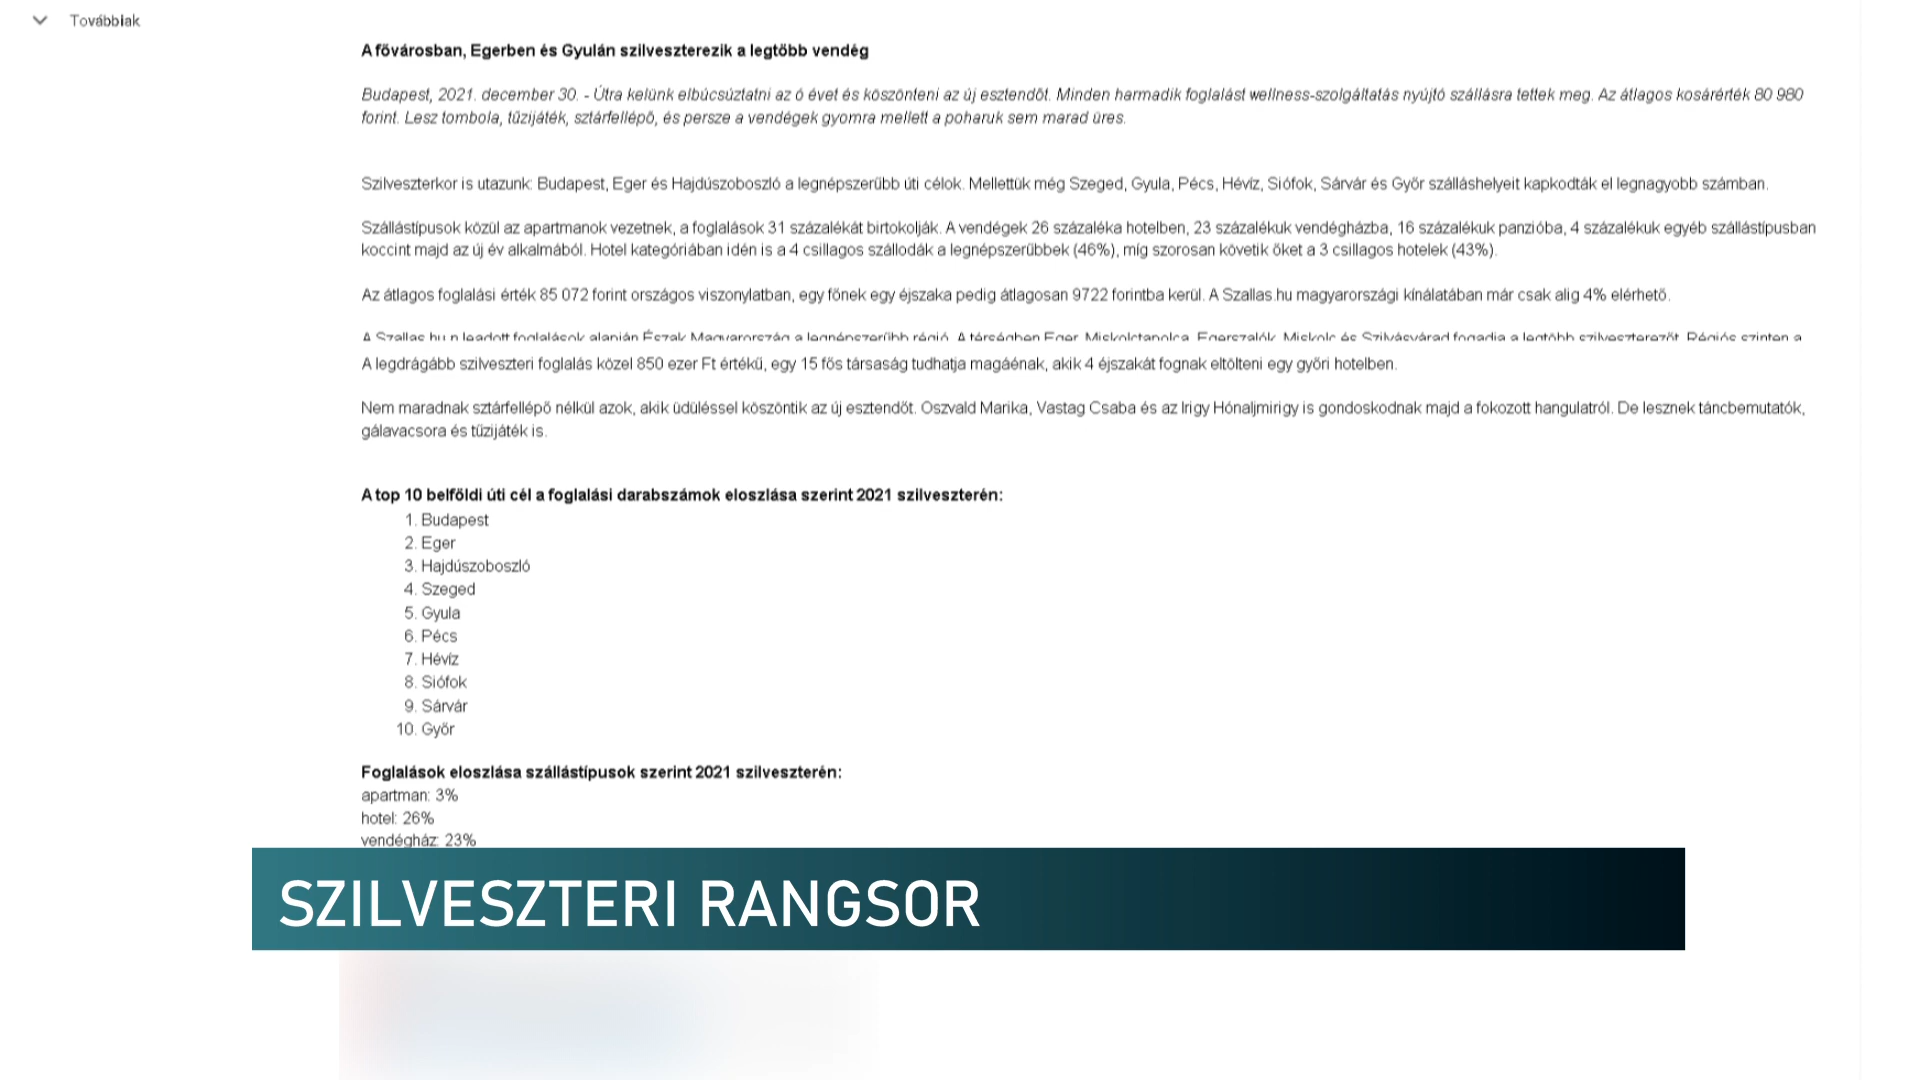 Továbbiak
A fővárosban, Egerben és Gyulán szilveszterezik a legtöbb vendég
Budapest, 2021. december 30. - Útra kelünk elbúcsúztatni az ó évet és köszönteni az új esztendőt. Minden harmadik foglalást wellness-szolgáltatás nyújtó szállásra tettek meg. Az átlagos kosárérték 80 980
forint. Lesz tombola, tűzijáték, sztárfellépő, és persze a vendégek gyomra mellett a poharuk sem marad üres.
Szilveszterkor is utazunk: Budapest, Eger és Hajdúszoboszló a legnépszerűbb úti célok. Mellettük még Szeged, Gyula, Pécs, Hévíz, Siófok, Sárvár és Győr szálláshelyeit kapkodták el legnagyobb számban.
Szállástípusok közül az apartmanok vezetnek, a foglalások 31 százalékát birtokolják. A vendégek 26 százaléka hotelben, 23 százalékuk vendégházba, 16 százalékuk panzióba, 4 százalékuk egyéb szállástípusban
koccint majd az új év alkalmából. Hotel kategóriában idén is a 4 csillagos szállodák a legnépszerűbbek (46%), míg szorosan követik őket a 3 csillagos hotelek (43%).
Az átlagos foglalási érték 85 072 forint országos viszonylatban, egy főnek egy éjszaka pedig átlagosan 9722 forintba kerül. A Szallas.hu magyarországi kínálatában már csak alig 4% elérhető.
A legdrágább szilveszteri foglalás közel 850 ezer Ft értékű, egy 15 fős társaság tudhatja magáénak, akik 4 éjszakát fognak eltölteni egy győri hotelben.
Nem maradnak sztárfellépő nélkül azok, akik üdüléssel köszöntik az új esztendőt. Oszvald Marika, Vastag Csaba és az Irigy Hónaljmirigy is gondoskodnak majd a fokozott hangulatról. De lesznek táncbemutatók,
gálavacsora és tűzijáték is.
A top 10 belföldi úti cél a foglalási darabszámok eloszlása szerint 2021 szilveszterén:
1. Budapest
2. Eger
3. Hajdúszoboszló
4. Szeged
5. Gyula
6. Pécs
7. Hévíz
8. Siófok
9. Sárvár
10. Győr
Foglalások eloszlása szállástípusok szerint 2021 szilveszterén:
apartman: 3%
hotel: 26%
vendégház: 23%
SZILVESZTERI RANGSOR